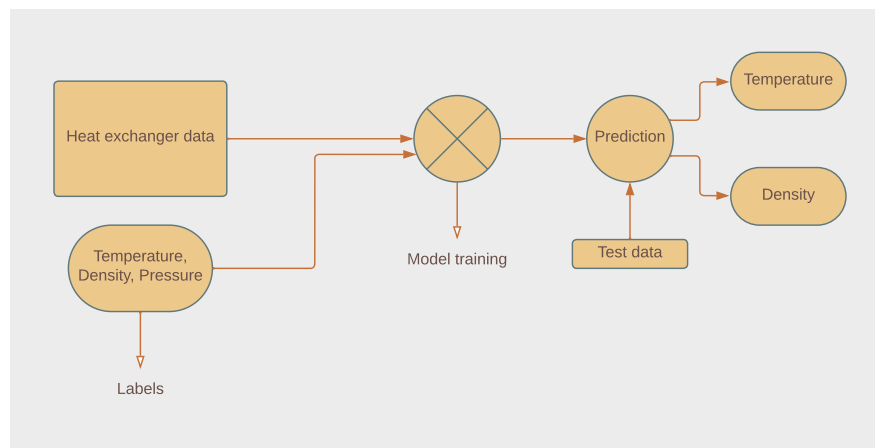 Heat exchanger data
Temperature,
Density, Pressure
Labels
Model training
Prediction
Test data
Temperature
Density